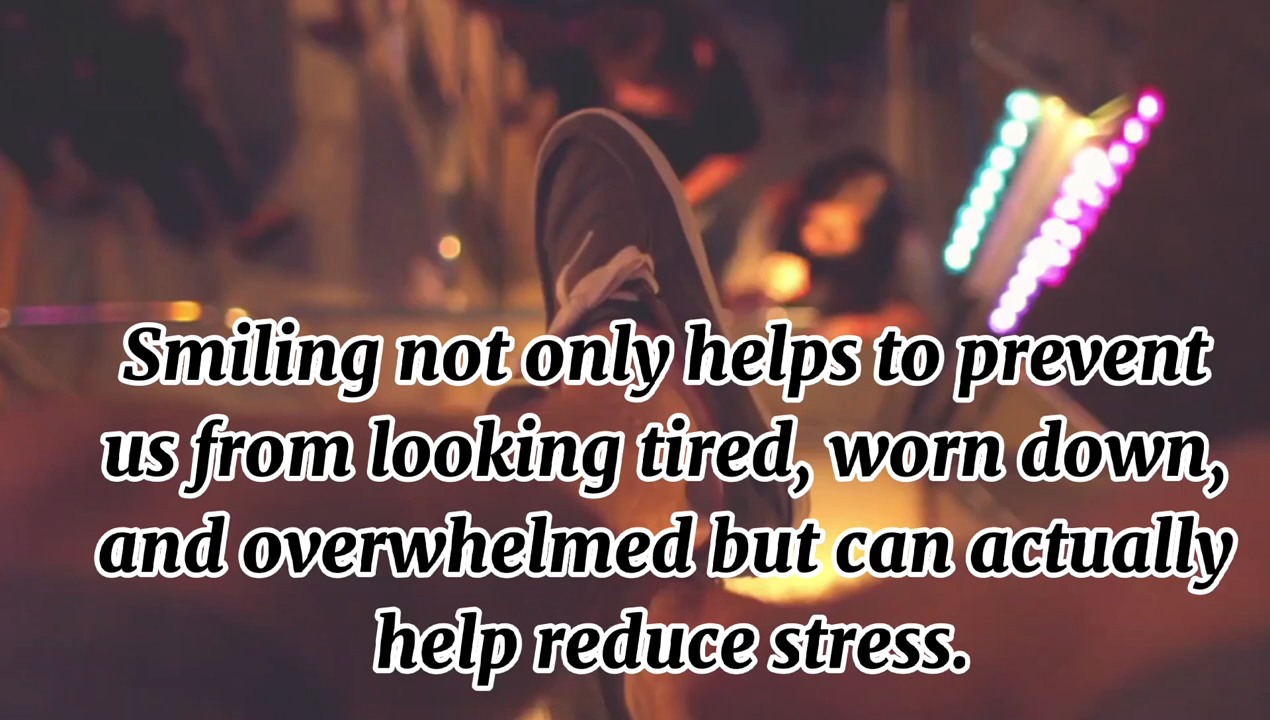 Smiling not only helps to prevent
us from looking tired, worn down,
and overwhelmed but can actually
help reduce stress.